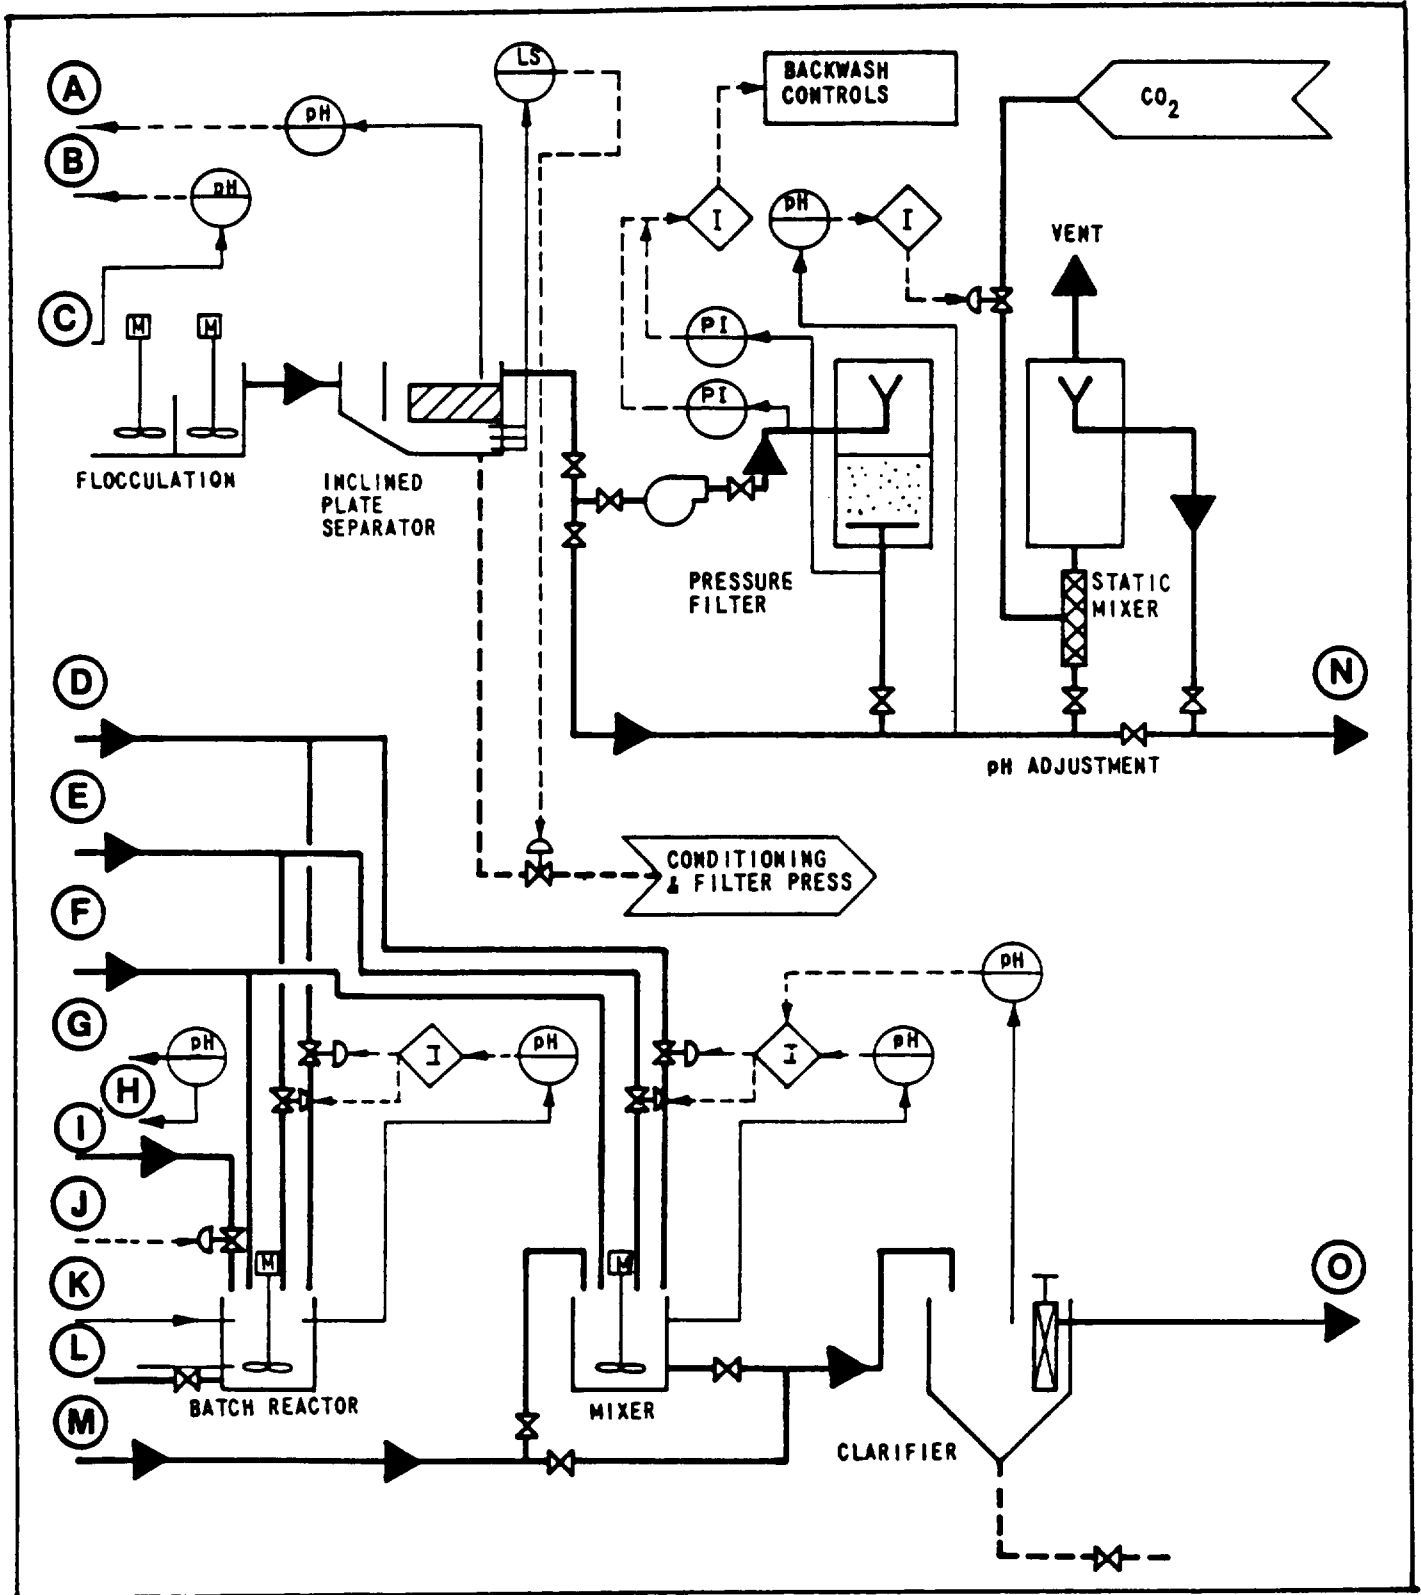 A
LS
BACKWASH
CONTROLS
CO2
pH
B
pH
I
pH
I
VENT
C
M
M
PI
PI
FLOCCULATION
INCLINED
PLATE
SEPARATOR
PRESSURE
FILTER
STATIC
MIXER
D
N
pH ADJUSTMENT
E
CONDITIONING
& FILTER PRESS
F
pH
G
pH
I
pH
I
pH
H
I
J
M
M
K
O
L
BATCH REACTOR
MIXER
M
CLARIFIER